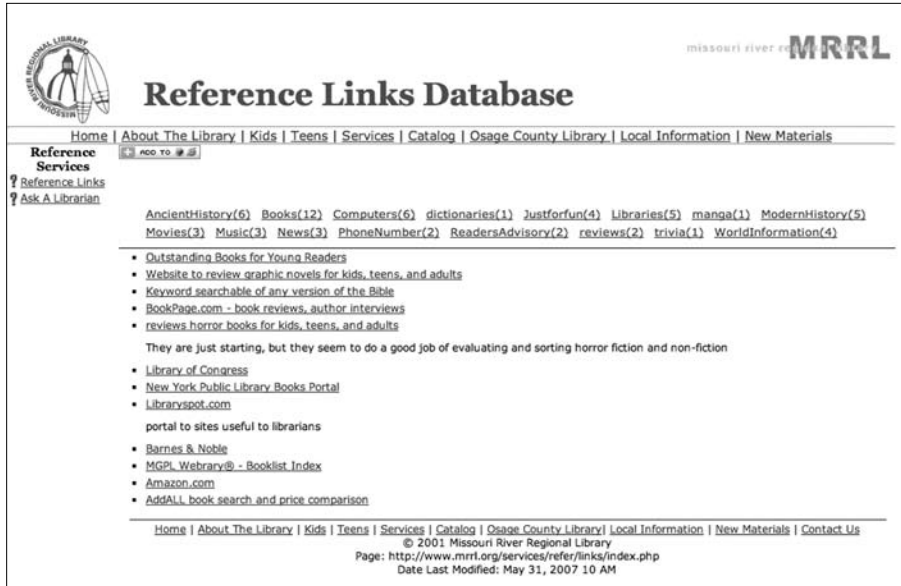 MISSOURI RIVER REGIONAL LIBRARY
missouri river regional library
MRRL
Reference Links Database
Home | About The Library | Kids | Teens | Services | Catalog | Osage County Library | Local Information | New Materials
Reference
Services
? Reference Links
? Ask A Librarian
ADD TO
AncientHistory(6) Books(12) Computers(6) dictionaries(1) Justforfun(4) Libraries(5) manga(1) ModernHistory(5)
Movies(3) Music(3) News(3) PhoneNumber(2) ReadersAdvisory(2) reviews(2) trivia(1) WorldInformation(4)
▪ Outstanding Books for Young Readers
▪ Website to review graphic novels for kids, teens, and adults
▪ Keyword searchable of any version of the Bible
▪ BookPage.com - book reviews, author interviews
▪ reviews horror books for kids, teens, and adults
They are just starting, but they seem to do a good job of evaluating and sorting horror fiction and non-fiction
▪ Library of Congress
▪ New York Public Library Books Portal
▪ Libraryspot.com
portal to sites useful to librarians
▪ Barnes & Noble
▪ MGPL Webrary® - Booklist Index
▪ Amazon.com
▪ AddALL book search and price comparison
Home | About The Library | Kids | Teens | Services | Catalog | Osage County Library| Local Information | New Materials | Contact Us
© 2001 Missouri River Regional Library
Page: http://www.mrrl.org/services/refer/links/index.php
Date Last Modified: May 31, 2007 10 AM